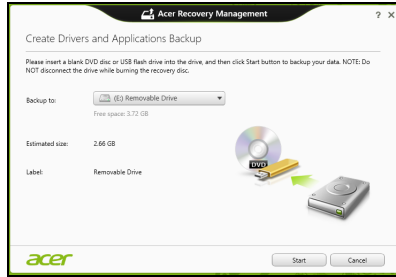 Acer Recovery Management
? X
Create Drivers and Applications Backup
Please insert a blank DVD disc or USB flash drive into the drive, and then click Start button to backup your data. NOTE: Do
NOT disconnect the drive while burning the recovery disc.
Backup to:
(E:) Removable Drive
Free space: 3.72 GB
Estimated size:
2.66 GB
Label:
Removable Drive
DVD
acer
Start
Cancel